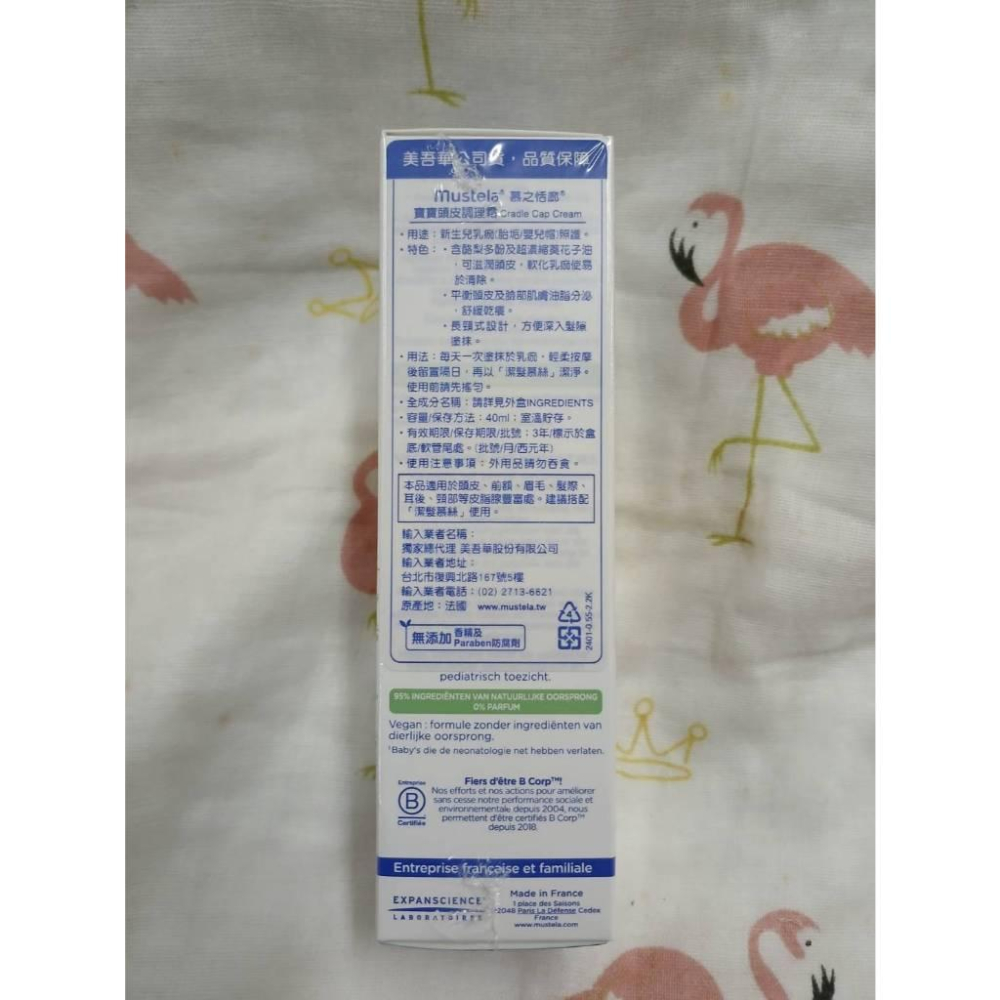 美吾華公司貨，品質保障
mustela® 慕之恬廊®
寶寶頭皮調理霜 Cradle Cap Cream
・用途：新生兒乳痂(胎垢/嬰兒帽)照護。
・特色：・含酪梨多酚及超濃縮葵花子油
，可滋潤頭皮，軟化乳痂使易
於清除。
・平衡頭皮及臉部肌膚油脂分泌
，舒緩乾癢。
・長頸式設計，方便深入髮際
塗抹。
・用法：每天一次塗抹於乳痂，輕柔按摩
後留置隔日，再以「潔髮慕絲」潔淨。
使用前請先搖勻。
・全成分名稱：請詳見外盒INGREDIENTS
・容量/保存方法：40ml；室溫貯存。
・有效期限/保存期限/批號：3年/標示於盒
底/軟管尾處。(批號/月/西元年)
・使用注意事項：外用品請勿吞食。
本品適用於頭皮、前額、眉毛、髮際、
耳後、頸部等皮脂腺豐富處。建議搭配
「潔髮慕絲」使用。
輸入業者名稱：
獨家總代理 美吾華股份有限公司
輸入業者地址：
台北市復興北路167號5樓
輸入業者電話：(02) 2713-6621
原產地：法國 www.mustela.tw
無添加 香精及
Paraben防腐劑
2401-0.55-2.2K
pediatrisch toezicht.
95% INGREDIËNTEN VAN NATUURLIJKE OORSPRONG
0% PARFUM
Vegan : formule zonder ingrediënten van
dierlijke oorsprong.
¹Baby's die de neonatologie net hebben verlaten.
Entreprise
B
Certifiée
Fiers d'être B Corp™!
Nos efforts et nos actions pour améliorer
sans cesse notre performance sociale et
environnementale depuis 2004, nous
permettent d'être certifiés B Corp™
depuis 2018.
Entreprise française et familiale
EXPANSCIENCE
LABORATOIRES
Made in France
1 place des Saisons
92048 Paris La Défense Cedex
France
www.mustela.com